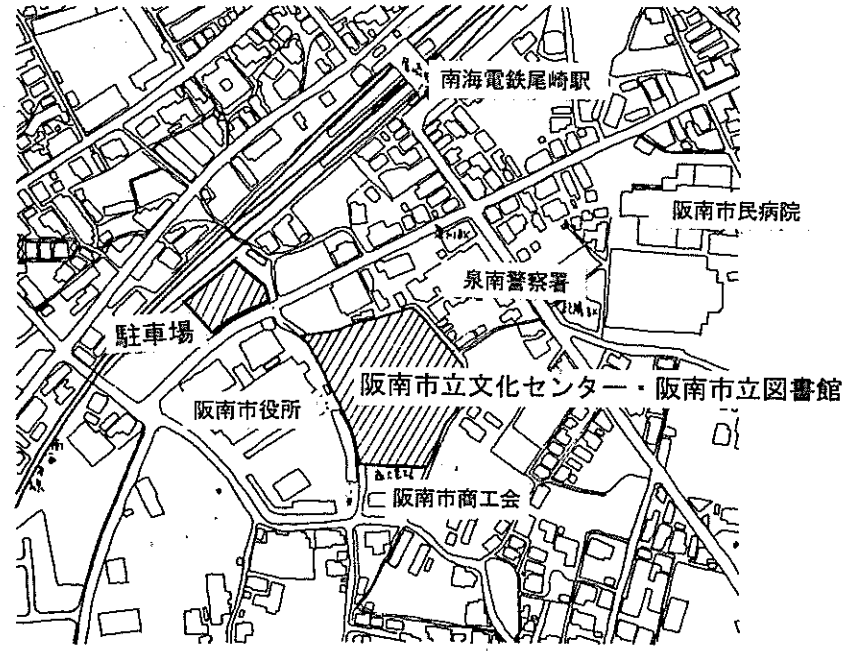 南海電鉄尾崎駅
阪南市民病院
泉南警察署
駐車場
阪南市立文化センター・阪南市立図書館
阪南市役所
阪南市商工会